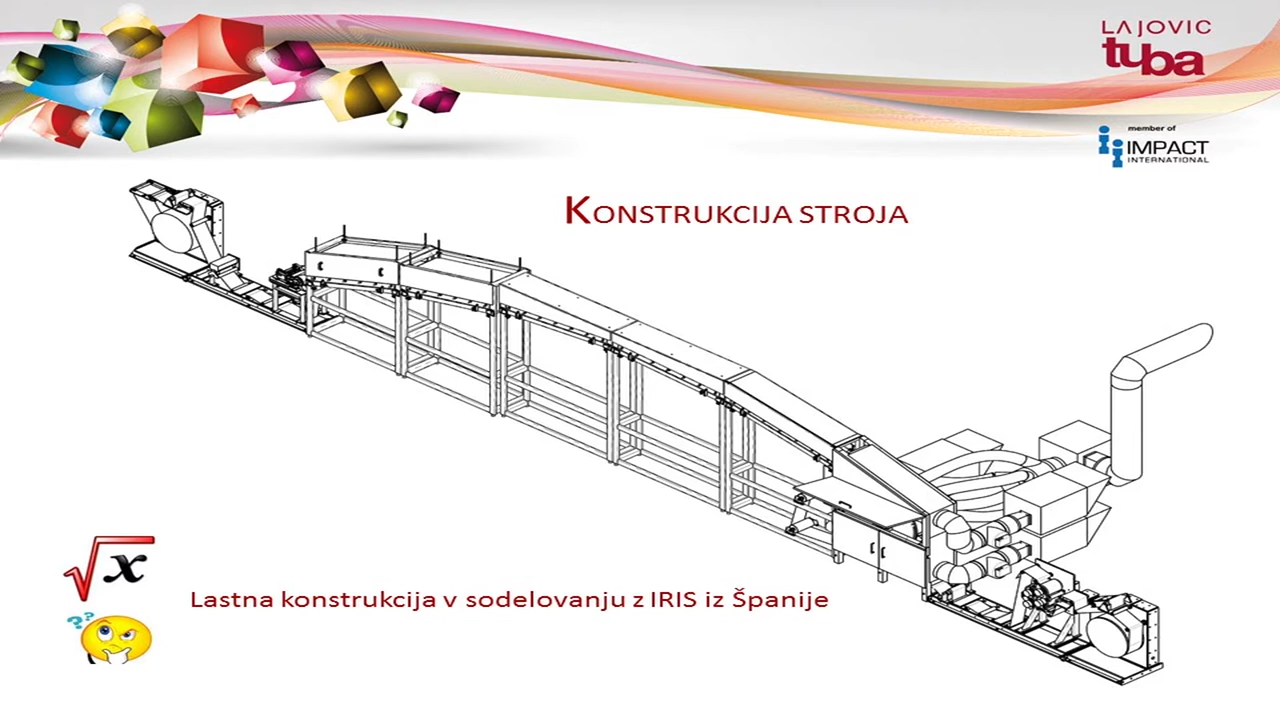 LAJOVIC
tuba
member of
IMPACT
INTERNATIONAL
KONSTRUKCIJA STROJA
√x
??
Lastna konstrukcija v sodelovanju z IRIS iz Španije